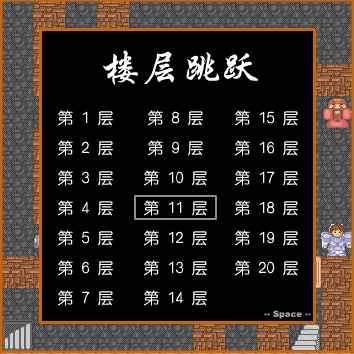 楼层跳跃
第 1 层 第 8 层 第 15 层
第 2 层 第 9 层 第 16 层
第 3 层 第 10 层 第 17 层
第 4 层 第 11 层 第 18 层
第 5 层 第 12 层 第 19 层
第 6 层 第 13 层 第 20 层
第 7 层 第 14 层
-- Space --